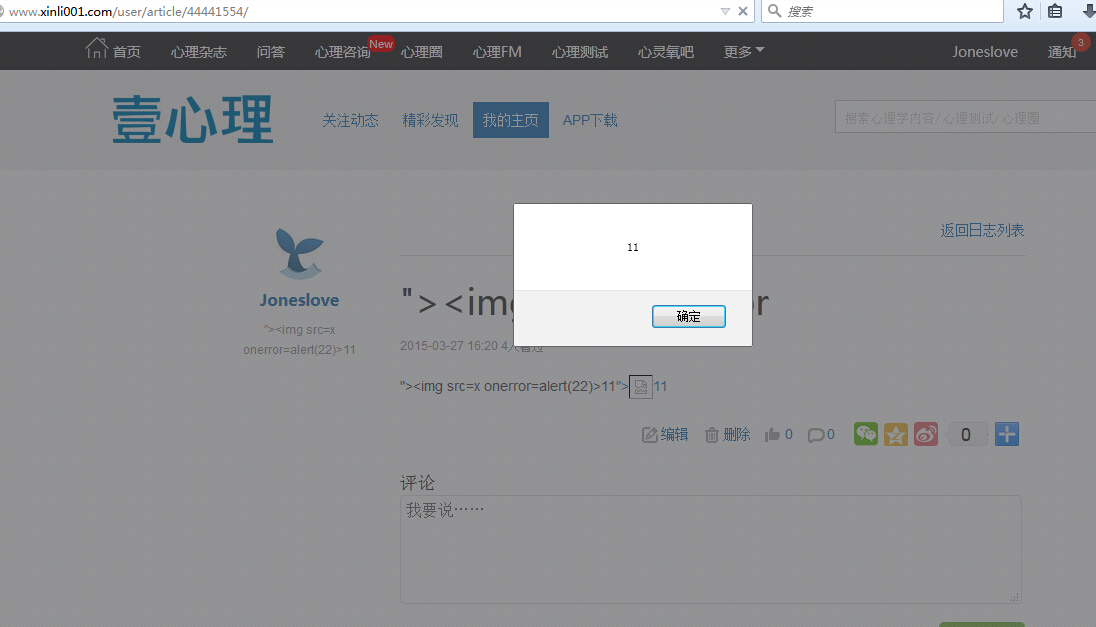 www.xinli001.com/user/article/44441554/
搜索
首页 心理杂志 问答 心理咨询 New 心理圈 心理FM 心理测试 心灵氧吧 更多 Joneslove 通知 3
壹心理 关注动态 精彩发现 我的主页 APP下载 搜索心理学内容/心理测试/心理圈
返回日志列表
11
确定
Joneslove
"><img src=x
onerror=alert(22)>11
"><img
r
2015-03-27 16:20 4人看过
"><img src=x onerror=alert(22)>11">11
编辑 删除 0 0 0
评论
我要说……